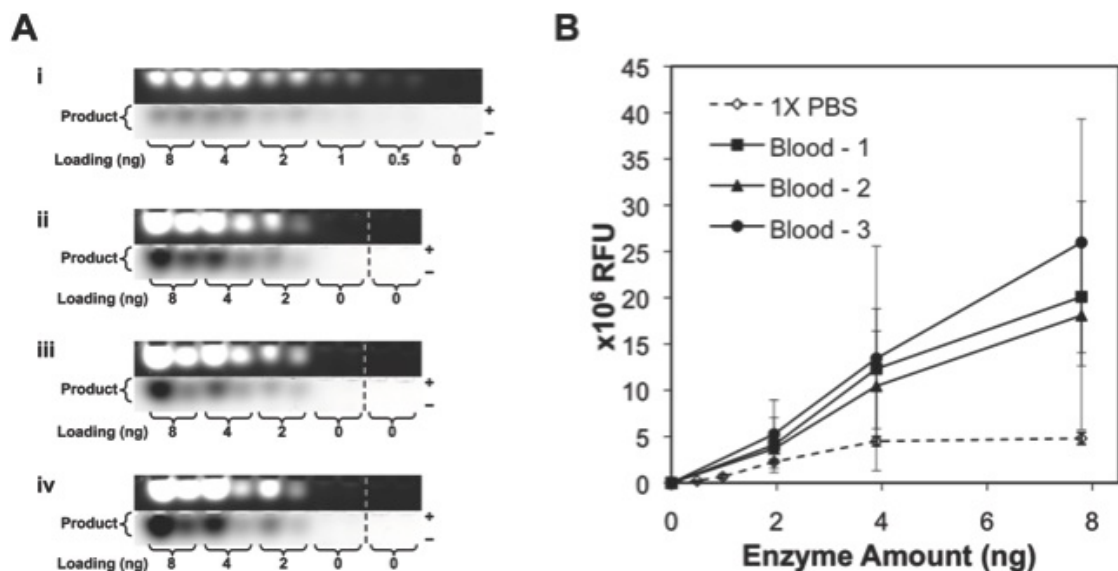 A
i
Product
+
–
Loading (ng)
8 4 2 1 0.5 0
ii
Product
+
–
Loading (ng)
8 4 2 0 0
iii
Product
+
–
Loading (ng)
8 4 2 0 0
iv
Product
+
–
Loading (ng)
8 4 2 0 0
B
x10⁶ RFU
45
40
35
30
25
20
15
10
5
0
1X PBS
Blood - 1
Blood - 2
Blood - 3
0 2 4 6 8
Enzyme Amount (ng)